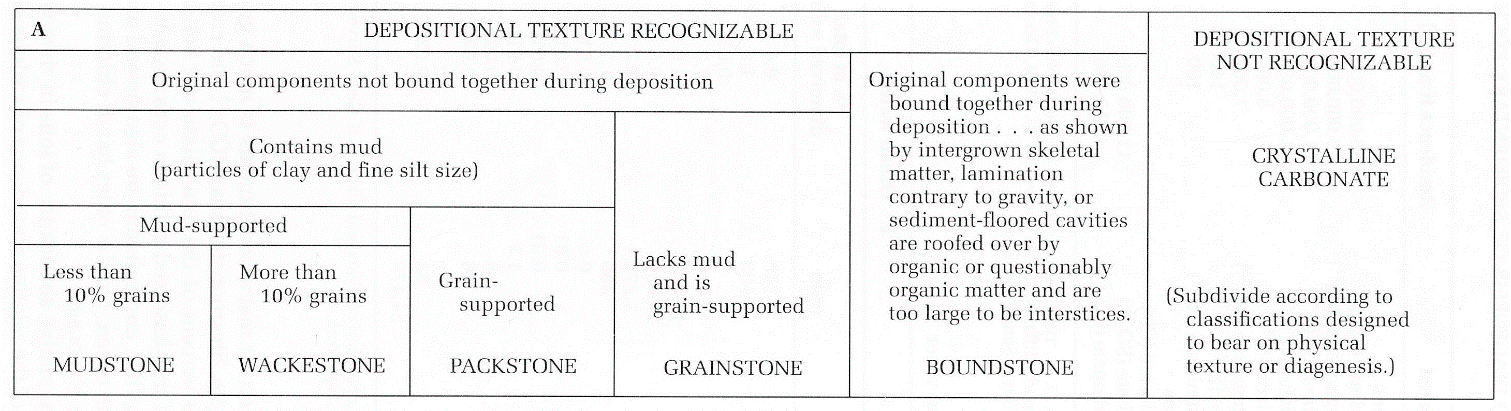 A
DEPOSITIONAL TEXTURE RECOGNIZABLE
Original components not bound together during deposition
Contains mud
(particles of clay and fine silt size)
Mud-supported
Less than
10% grains
MUDSTONE
More than
10% grains
WACKESTONE
Grain-
supported
PACKSTONE
Lacks mud
and is
grain-supported
GRAINSTONE
Original components were
bound together during
deposition . . . as shown
by intergrown skeletal
matter, lamination
contrary to gravity, or
sediment-floored cavities
are roofed over by
organic or questionably
organic matter and are
too large to be interstices.
BOUNDSTONE
DEPOSITIONAL TEXTURE
NOT RECOGNIZABLE
CRYSTALLINE
CARBONATE
(Subdivide according to
classifications designed
to bear on physical
texture or diagenesis.)